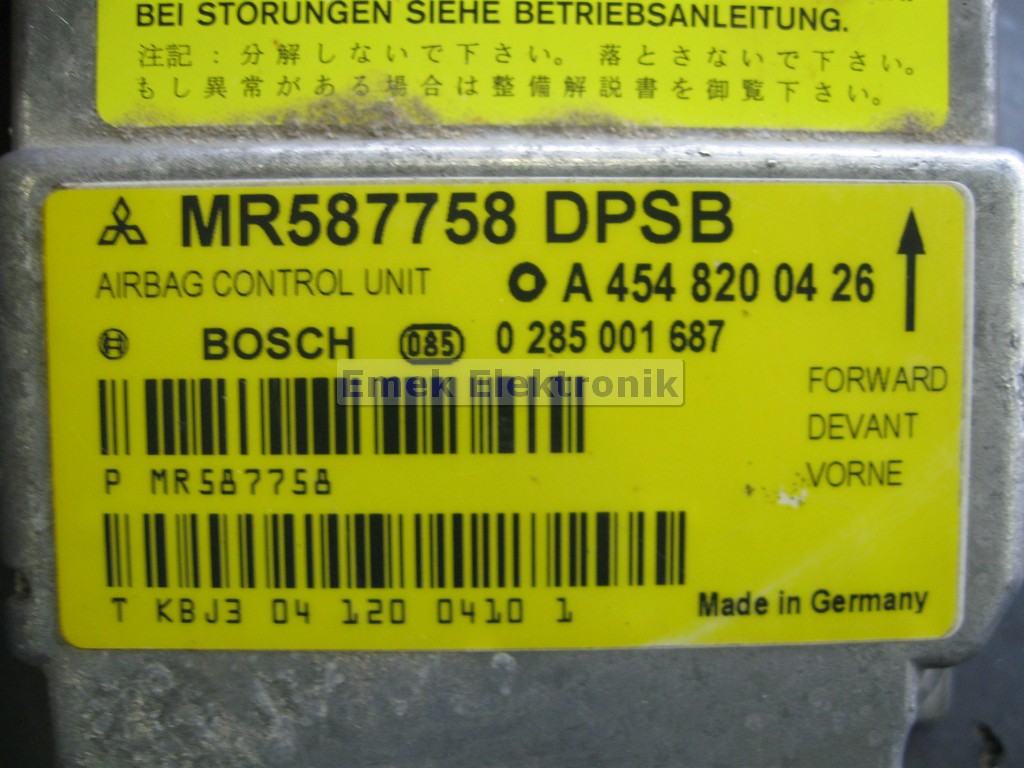 BEI STÖRUNGEN SIEHE BETRIEBSANLEITUNG.
注記：分解しないで下さい。落とさないで下さい。
もし異常がある場合は整備解説書を御覧下さい。
MR587758 DPSB
AIRBAG CONTROL UNIT A 454 820 04 26
BOSCH 085 0 285 001 687
Emek Elektronik
FORWARD
DEVANT
P MR587758
VORNE
T KBJ3 04 120 0410 1
Made in Germany